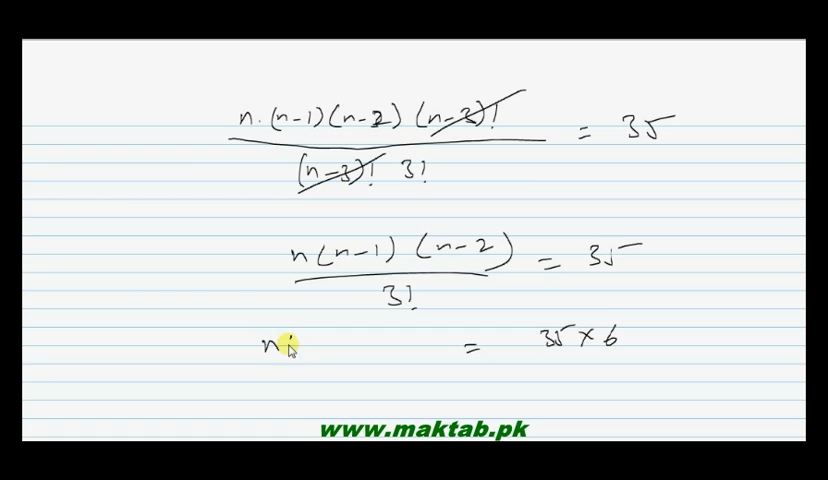 n.(n-1)(n-2)(n-3)! = 35
(n-3)! 3!
n(n-1) (n-2) = 35
3!
n = 35 × 6
www.maktab.pk